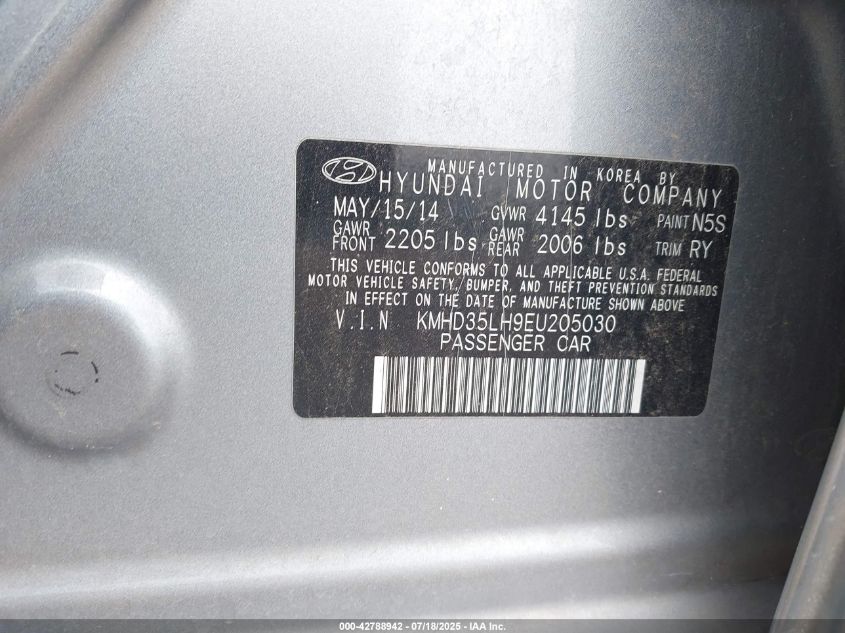 MANUFACTURED IN KOREA BY
HYUNDAI MOTOR COMPANY
MAY/15/14 GVWR 4145 lbs PAINT N5S
GAWR FRONT 2205 lbs GAWR REAR 2006 lbs TRIM RY
THIS VEHICLE CONFORMS TO ALL APPLICABLE U.S.A. FEDERAL
MOTOR VEHICLE SAFETY, BUMPER, AND THEFT PREVENTION STANDARDS
IN EFFECT ON THE DATE OF MANUFACTURE SHOWN ABOVE
V.I.N KMHD35LH9EU205030
PASSENGER CAR
000-42788942 | 07/18/2025 - IAA Inc.